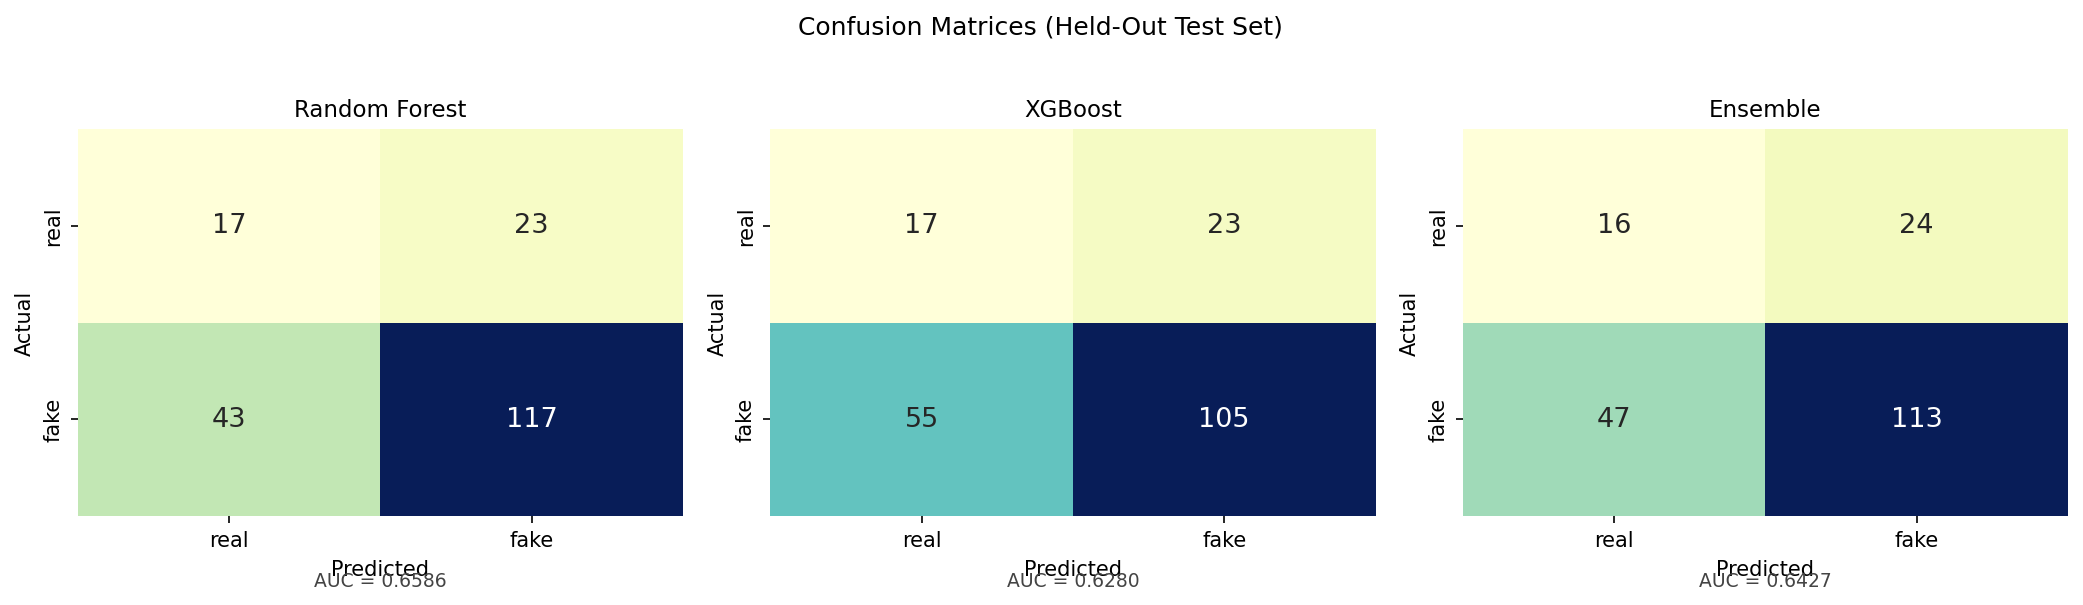 Confusion Matrices (Held-Out Test Set)
Random Forest
Actual
real
fake
17
23
43
117
real
fake
Predicted
AUC = 0.6586
XGBoost
Actual
real
fake
17
23
55
105
real
fake
Predicted
AUC = 0.6280
Ensemble
Actual
real
fake
16
24
47
113
real
fake
Predicted
AUC = 0.6427